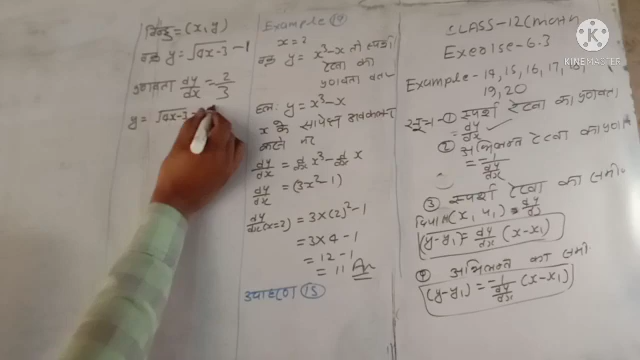 बिन्दु = (x, y)
वक्र y = √4x-3 - 1
प्रवणता dy/dx = 2/3
y = √4x-3 -
Example 14
x = 2
वक्र y = x³-x तो स्पर्श
रेखा का
प्रवणता
हल: y = x³-x
x के सापेक्ष अवकलन
करने पर
dy/dx = d/dx x³ - d/dx x
dy/dx = (3x²-1)
dy/dx (x=2) = 3×(2)²-1
= 3×4-1
= 12-1
= 11 Ans
उदाहरण 15
CLASS-12 (math)
Exercise-6.3
Example-14, 15, 16, 17, 18,
19, 20
सूत्र:- ① स्पर्श रेखा का प्रवणता
= dy/dx ✓
② अभिलम्ब रेखा का
= -1/(dy/dx)
③ स्पर्श रेखा का समी.
(x, y₁) dy/dx
(y-y₁) = dy/dx (x-x₁)
④ अभिलम्ब का समी.
(y-y₁) = -1/(dy/dx) (x-x₁)
KINEMASTER